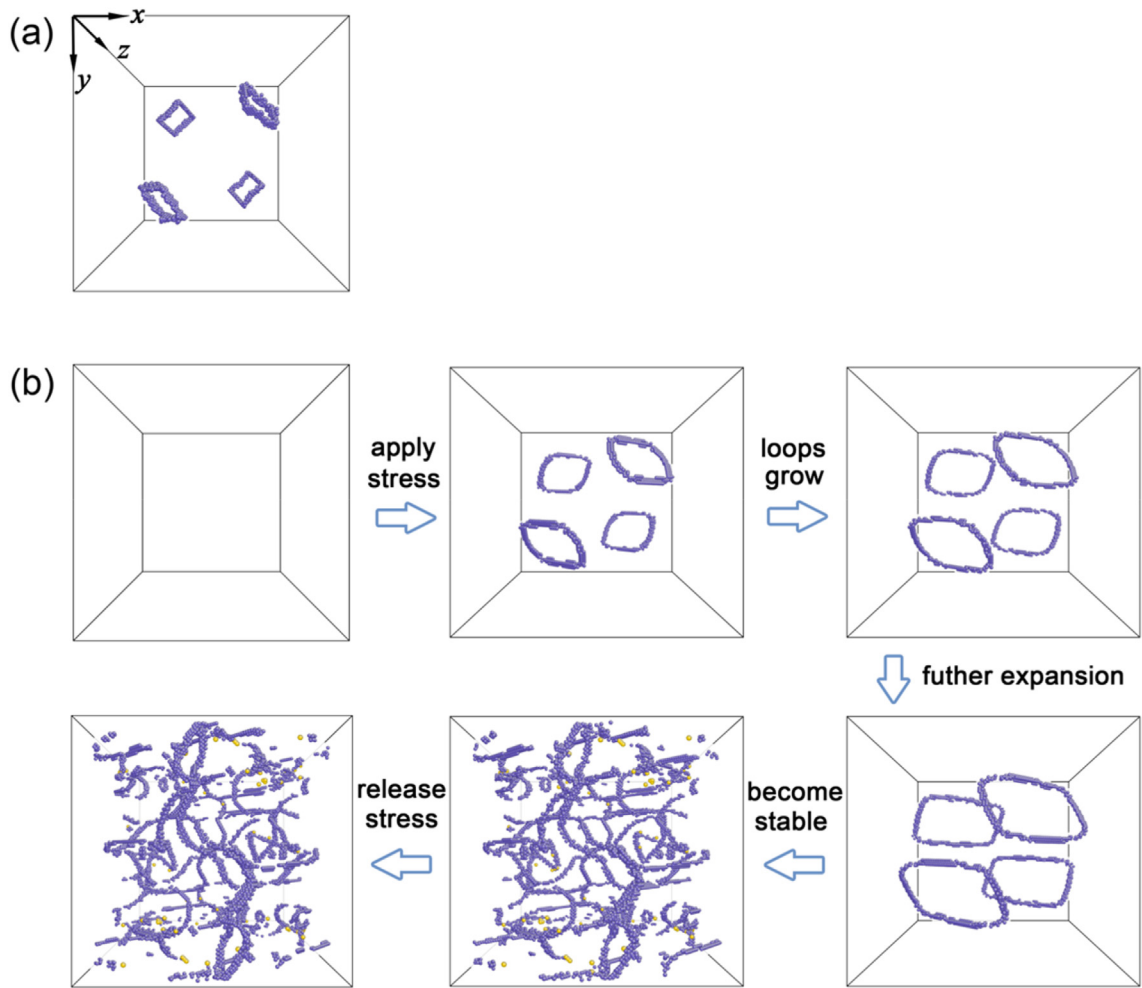 (a)
x
z
y
(b)
apply
stress
loops
grow
futher expansion
become
stable
release
stress